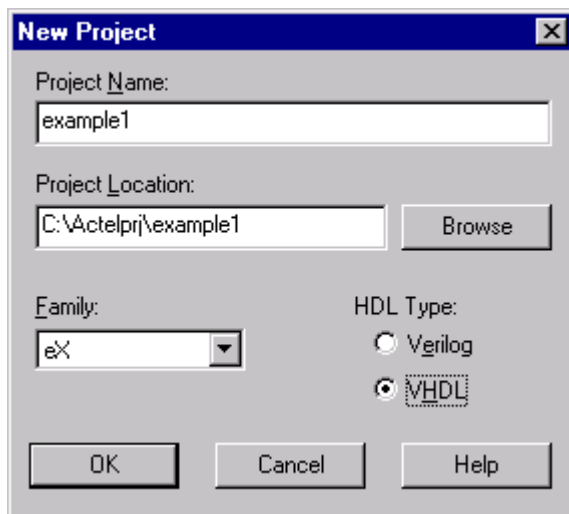 New Project
Project Name:
example1
Project Location:
C:\Actelprj\example1
Browse
Family:
HDL Type:
eX
Verilog
VHDL
OK
Cancel
Help